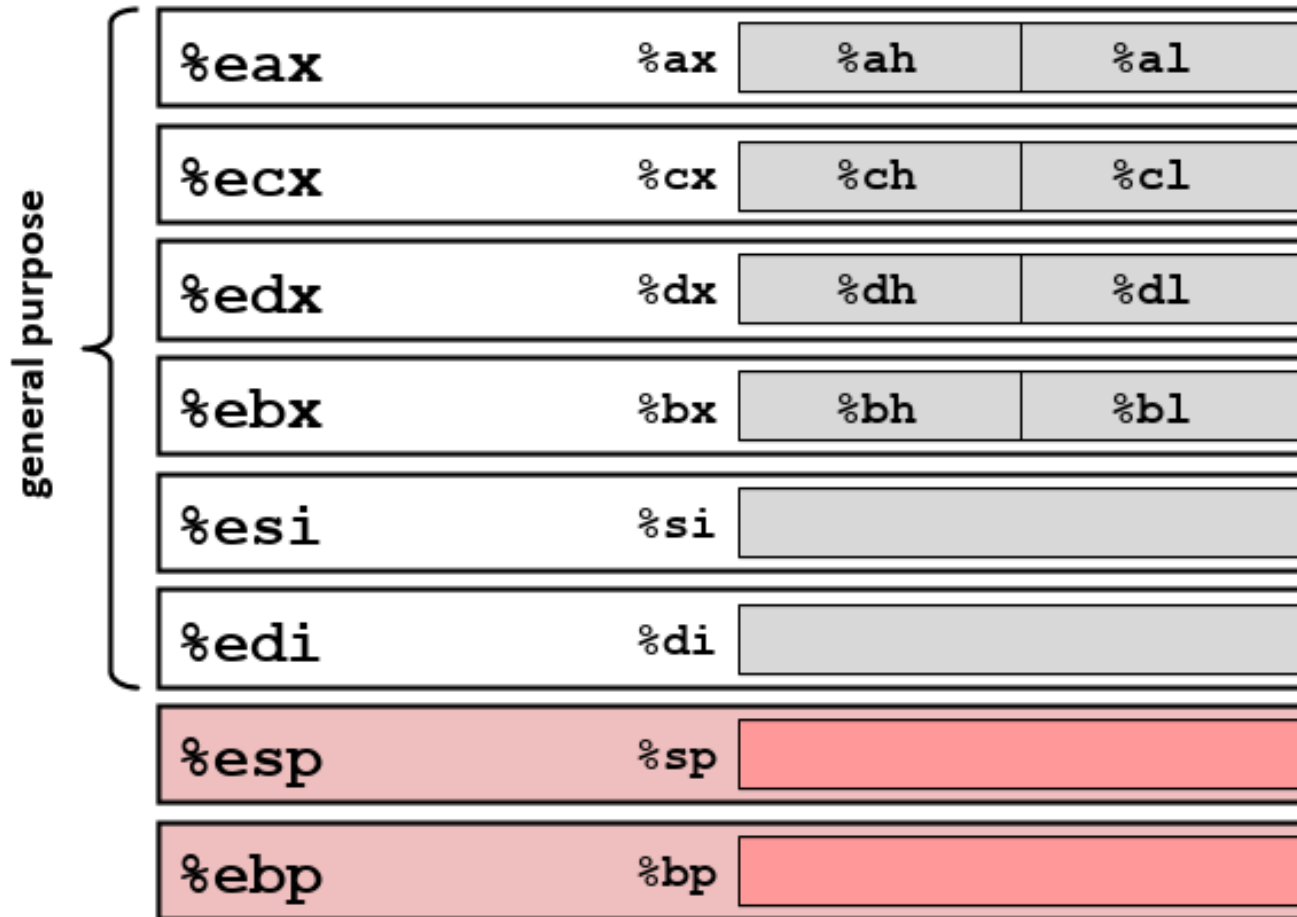 general purpose
%eax %ax %ah %al
%ecx %cx %ch %cl
%edx %dx %dh %dl
%ebx %bx %bh %bl
%esi %si
%edi %di
%esp %sp
%ebp %bp